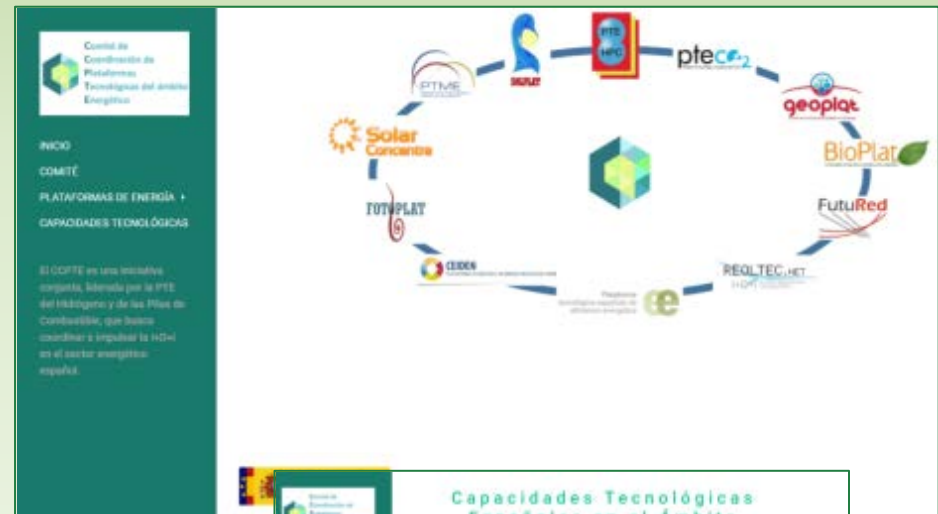 Comité de
Coordinación de
Plataformas
Tecnológicas del ámbito
Energético
INICIO
COMITÉ
PLATAFORMAS DE ENERGÍA +
CAPACIDADES TECNOLÓGICAS
El COPTE es una iniciativa
conjunta, liderada por la PTE
del Hidrógeno y de las Pilas de
Combustible, que busca
coordinar e impulsar la I+D+i
en el sector energético
español.
PTE
HPC
pteco2
PTME
geoplat
Solar
Concentra
BioPlat
FOTOPLAT
FutuRed
CEIDEN
REOLTEC.NET
Plataforma
tecnológica española de
eficiencia energética
ee
Capacidades Tecnológicas